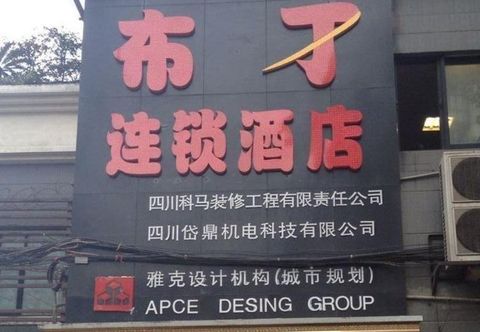 布丁
连锁酒店
四川科马装修工程有限责任公司
四川岱鼎机电科技有限公司
雅克设计机构(城市规划)
APCE DESING GROUP